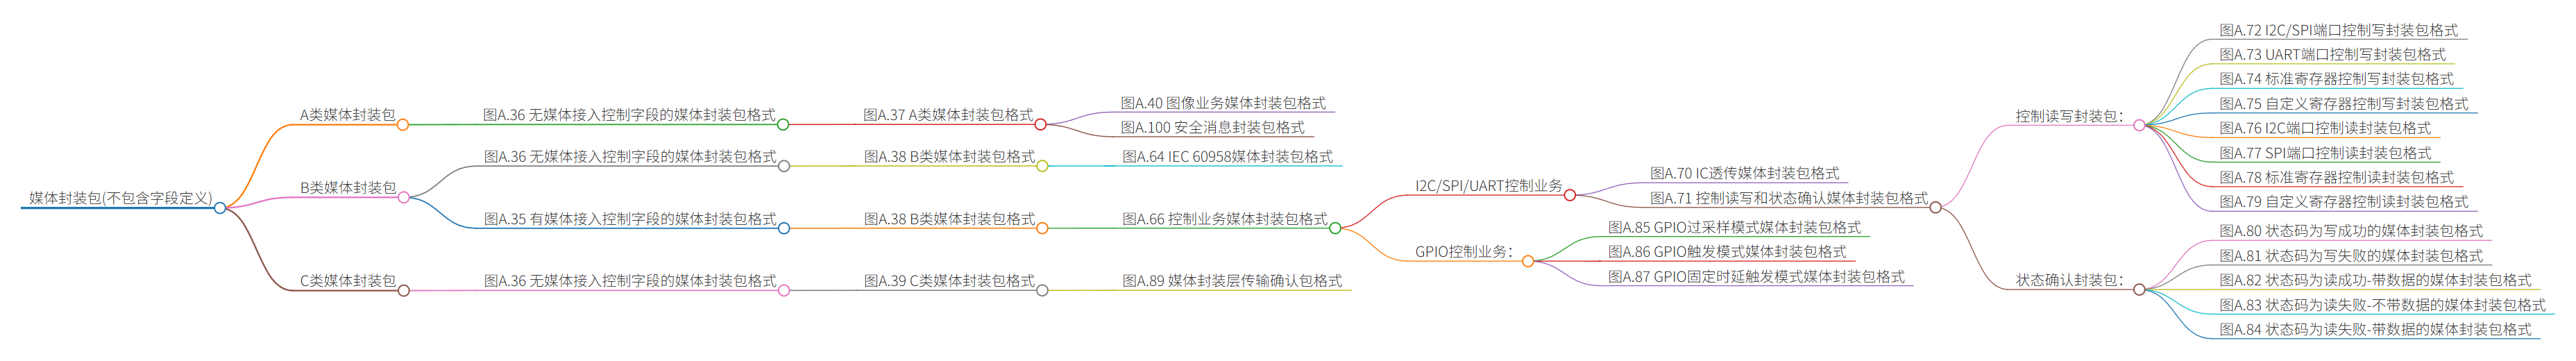 媒体封装包(不包含字段定义)
A类媒体封装包
图A.36 无媒体接入控制字段的媒体封装包格式
图A.37 A类媒体封装包格式
图A.40 图像业务媒体封装包格式
图A.100 安全消息封装包格式
B类媒体封装包
图A.36 无媒体接入控制字段的媒体封装包格式
图A.38 B类媒体封装包格式
图A.64 IEC 60958媒体封装包格式
图A.35 有媒体接入控制字段的媒体封装包格式
图A.38 B类媒体封装包格式
图A.66 控制业务媒体封装包格式
I2C/SPI/UART控制业务
图A.70 IC透传媒体封装包格式
图A.71 控制读写和状态确认媒体封装包格式
控制读写封装包：
图A.72 I2C/SPI端口控制写封装包格式
图A.73 UART端口控制写封装包格式
图A.74 标准寄存器控制写封装包格式
图A.75 自定义寄存器控制写封装包格式
图A.76 I2C端口控制读封装包格式
图A.77 SPI端口控制读封装包格式
图A.78 标准寄存器控制读封装包格式
图A.79 自定义寄存器控制读封装包格式
状态确认封装包：
图A.80 状态码为写成功的媒体封装包格式
图A.81 状态码为写失败的媒体封装包格式
图A.82 状态码为读成功-带数据的媒体封装包格式
图A.83 状态码为读失败-不带数据的媒体封装包格式
图A.84 状态码为读失败-带数据的媒体封装包格式
GPIO控制业务：
图A.85 GPIO过采样模式媒体封装包格式
图A.86 GPIO触发模式媒体封装包格式
图A.87 GPIO固定时延触发模式媒体封装包格式
C类媒体封装包
图A.36 无媒体接入控制字段的媒体封装包格式
图A.39 C类媒体封装包格式
图A.89 媒体封装层传输确认包格式